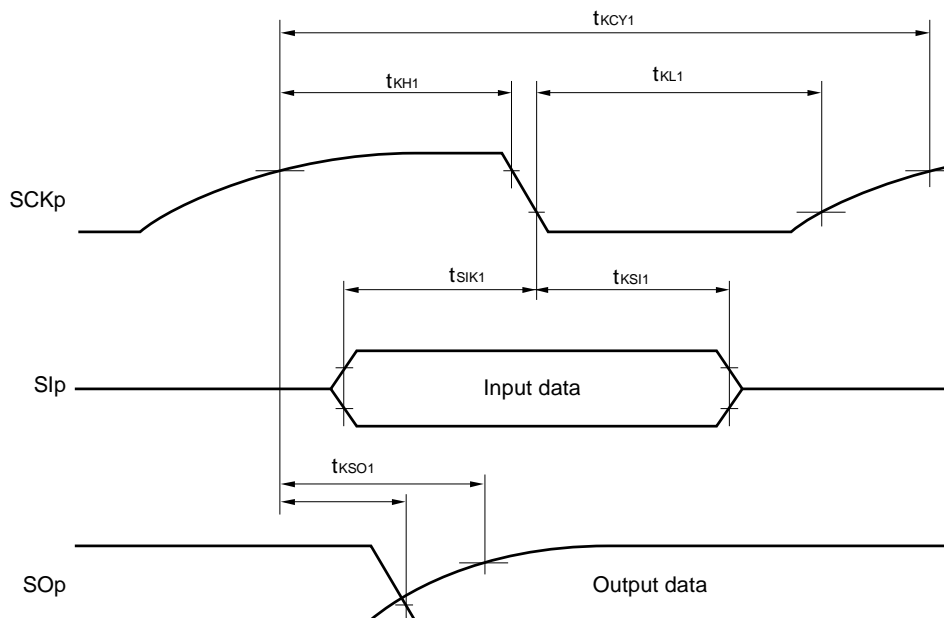 tKCY1
tKH1
tKL1
SCKp
tSIK1
tKSI1
SIp
Input data
tKSO1
SOp
Output data